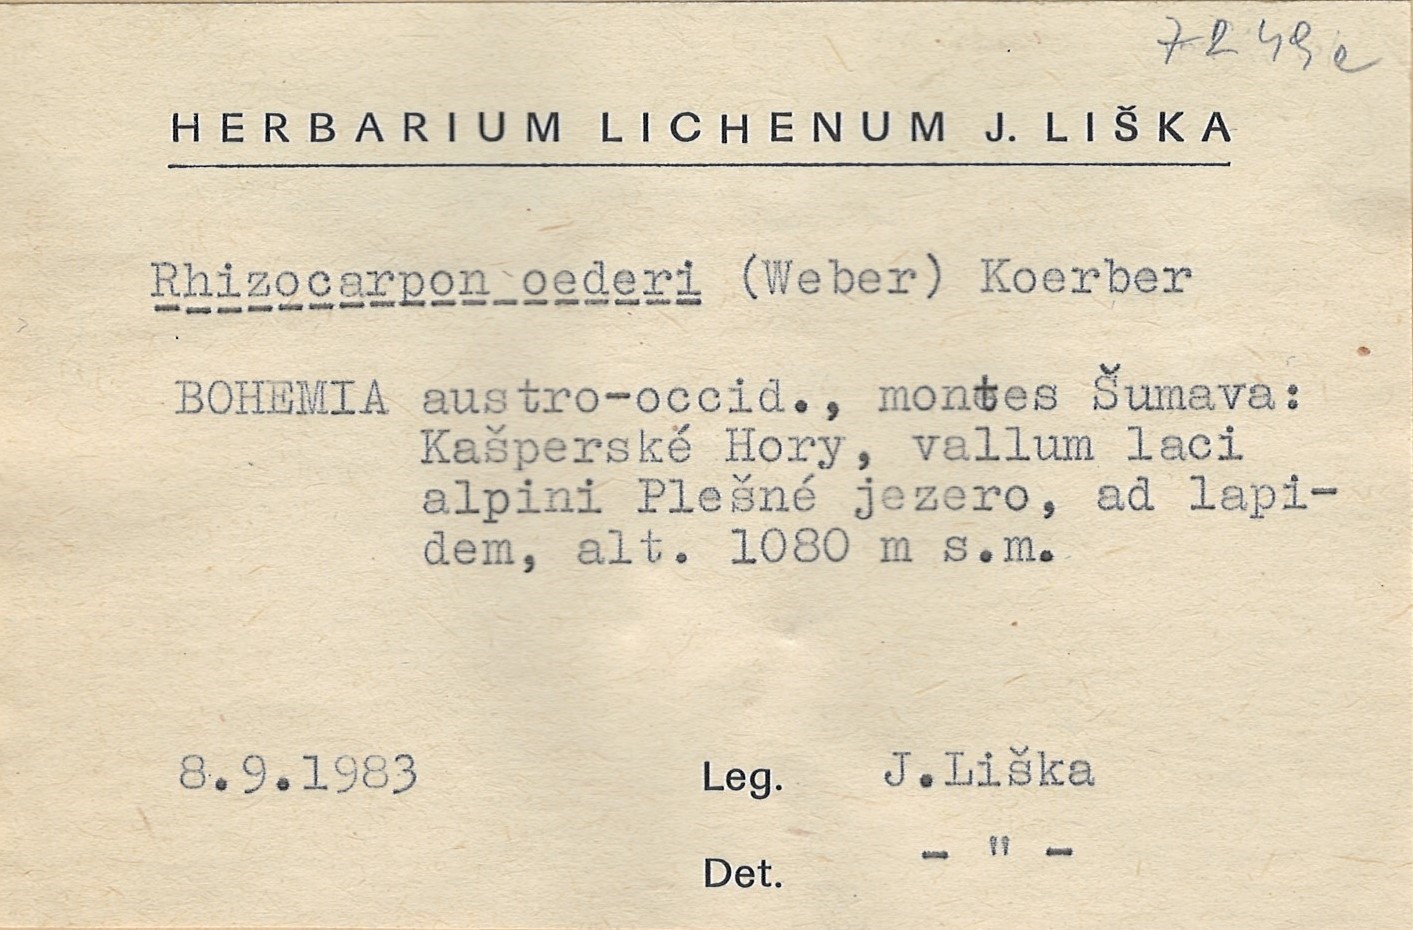 7249e
HERBARIUM LICHENUM J. LIŠKA
Rhizocarpon oederi (Weber) Koerber
BOHEMIA austro-occid., montes Šumava:
Kašperské Hory, vallum laci
alpini Plešné jezero, ad lapi-
dem, alt. 1080 m s.m.
8.9.1983 Leg. J.Liška
Det. - " -